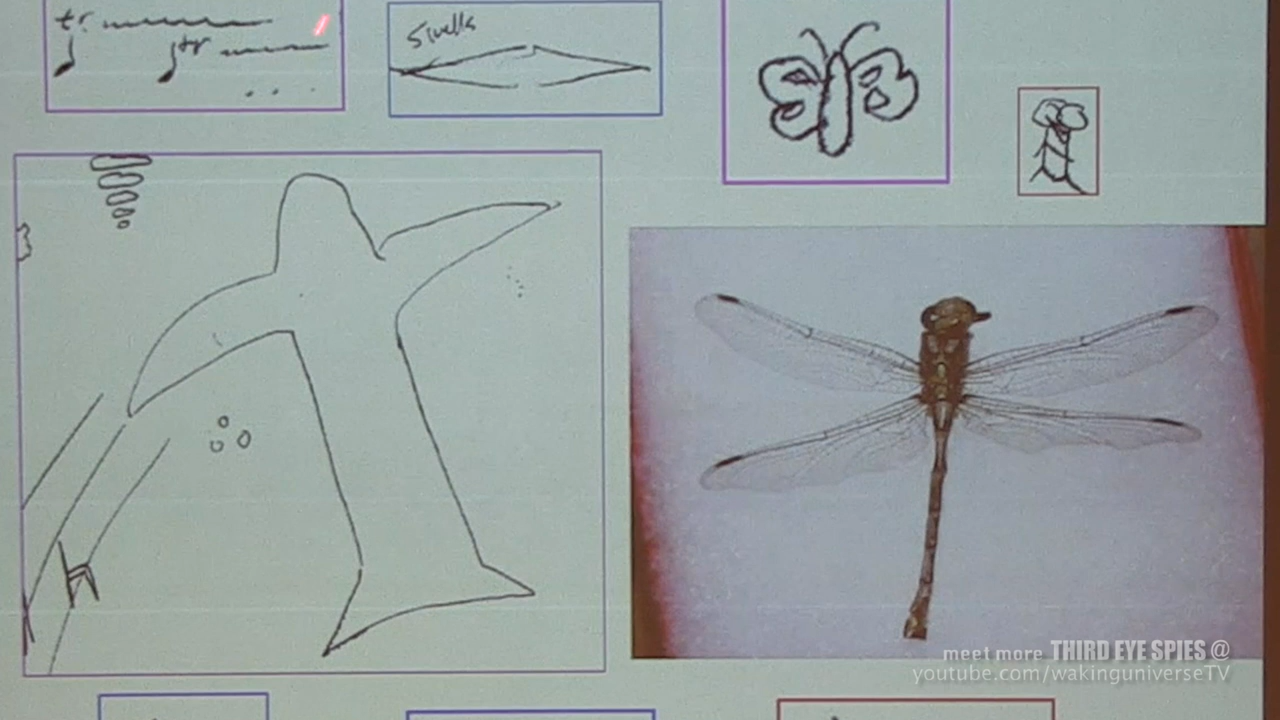 tr.
tr
Swells
meet more THIRD EYE SPIES @
youtube.com/wakinguniverseTV